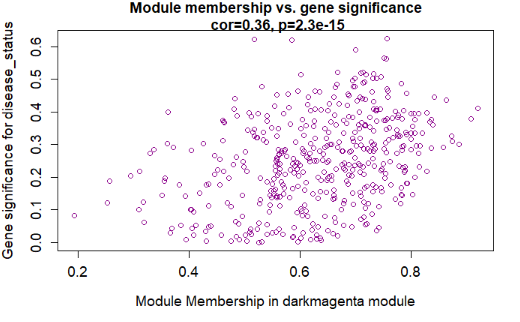 Module membership vs. gene significance
cor=0.36, p=2.3e-15
Gene significance for disease_status
0.6
0.5
0.4
0.3
0.2
0.1
0.0
0.2 0.4 0.6 0.8
Module Membership in darkmagenta module